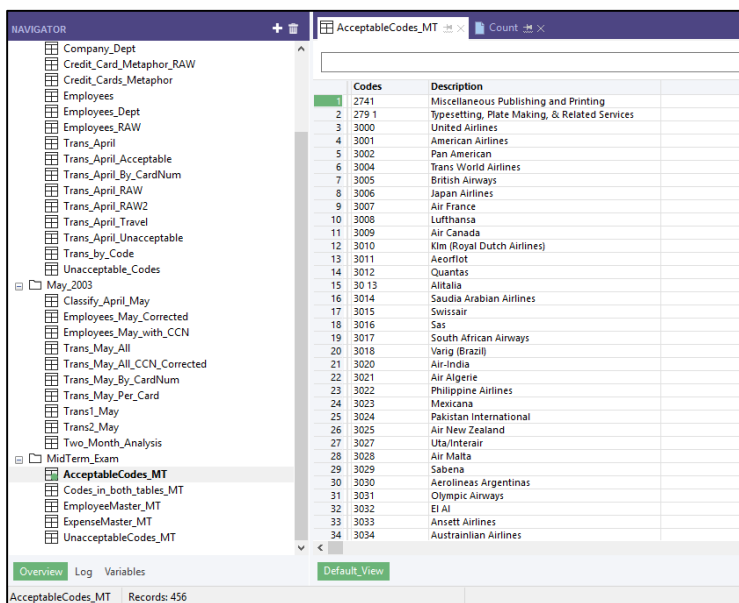 NAVIGATOR
Company_Dept
Credit_Card_Metaphor_RAW
Credit_Cards_Metaphor
Employees
Employees_Dept
Employees_RAW
Trans_April
Trans_April_Acceptable
Trans_April_By_CardNum
Trans_April_RAW
Trans_April_RAW2
Trans_April_Travel
Trans_April_Unacceptable
Trans_by_Code
Unacceptable_Codes
May_2003
Classify_April_May
Employees_May_Corrected
Employees_May_with_CCN
Trans_May_All
Trans_May_All_CCN_Corrected
Trans_May_By_CardNum
Trans_May_Per_Card
Trans1_May
Trans2_May
Two_Month_Analysis
MidTerm_Exam
AcceptableCodes_MT
Codes_in_both_tables_MT
EmployeeMaster_MT
ExpenseMaster_MT
UnacceptableCodes_MT
Overview Log Variables
AcceptableCodes_MT Records: 456
AcceptableCodes_MT Count
Codes Description
1 2741 Miscellaneous Publishing and Printing
2 279 1 Typesetting, Plate Making, & Related Services
3 3000 United Airlines
4 3001 American Airlines
5 3002 Pan American
6 3004 Trans World Airlines
7 3005 British Airways
8 3006 Japan Airlines
9 3007 Air France
10 3008 Lufthansa
11 3009 Air Canada
12 3010 Klm (Royal Dutch Airlines)
13 3011 Aeorflot
14 3012 Quantas
15 30 13 Alitalia
16 3014 Saudia Arabian Airlines
17 3015 Swissair
18 3016 Sas
19 3017 South African Airways
20 3018 Varig (Brazil)
21 3020 Air-India
22 3021 Air Algerie
23 3022 Philippine Airlines
24 3023 Mexicana
25 3024 Pakistan International
26 3025 Air New Zealand
27 3027 Uta/Interair
28 3028 Air Malta
29 3029 Sabena
30 3030 Aerolineas Argentinas
31 3031 Olympic Airways
32 3032 El Al
33 3033 Ansett Airlines
34 3034 Austrainlian Airlines
Default_View